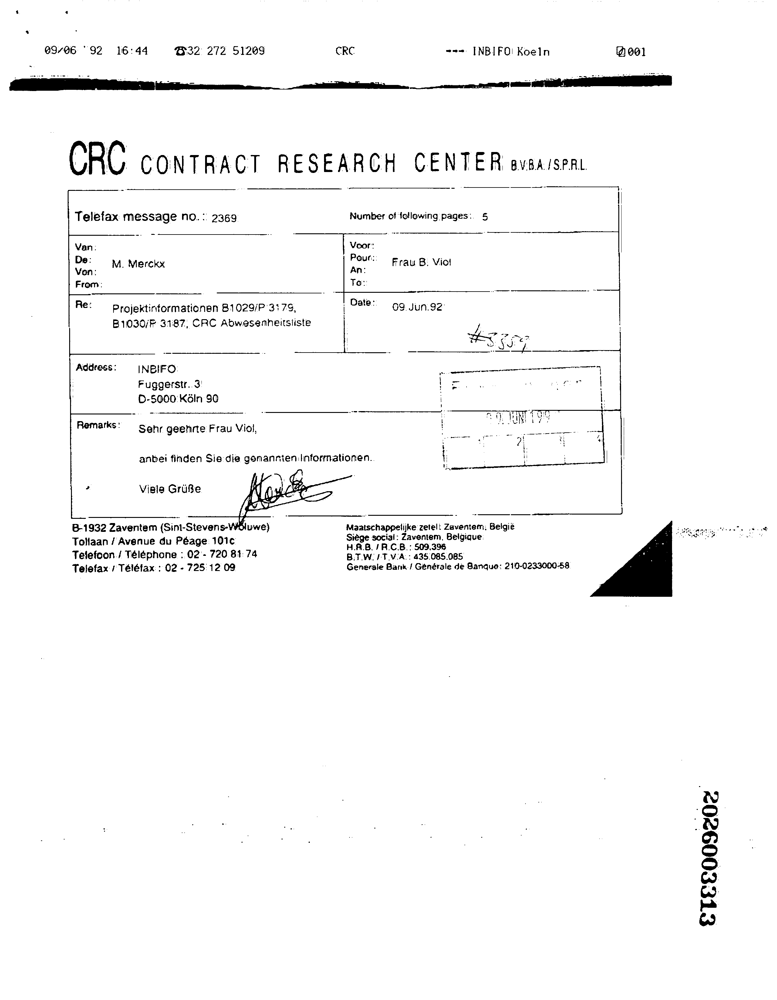 09/06 '92 16:44 ☎32 272 51209 CRC --- INBIFO Koeln 001
CRC CONTRACT RESEARCH CENTER B.V.B.A./S.P.R.L.
Telefax message no.: 2369 Number of following pages: 5
Van:
De:
Von:
From:
M. Merckx
Voor:
Pour:
An:
To:
Frau B. Viol
Re: Projektinformationen B1029/P 3179,
B1030/P 3187, CRC Abwesenheitsliste
Date: 09.Jun.92
#3359
Address: INBIFO
Fuggerstr. 3
D-5000 Köln 90
Remarks: Sehr geehrte Frau Viol,
anbei finden Sie die genannten Informationen.
Viele Grüße
JUNI 199
2
B-1932 Zaventem (Sint-Stevens-Woluwe)
Tollaan / Avenue du Péage 101c
Telefoon / Téléphone : 02 - 720 81 74
Telefax / Téléfax : 02 - 725 12 09
Maatschappelijke zetel: Zaventem, België
Siège social: Zaventem, Belgique
H.R.B. / R.C.B.: 509.396
B.T.W. / T.V.A.: 435.085.085
Generale Bank / Générale de Banque: 210-0233000-58
2026003313